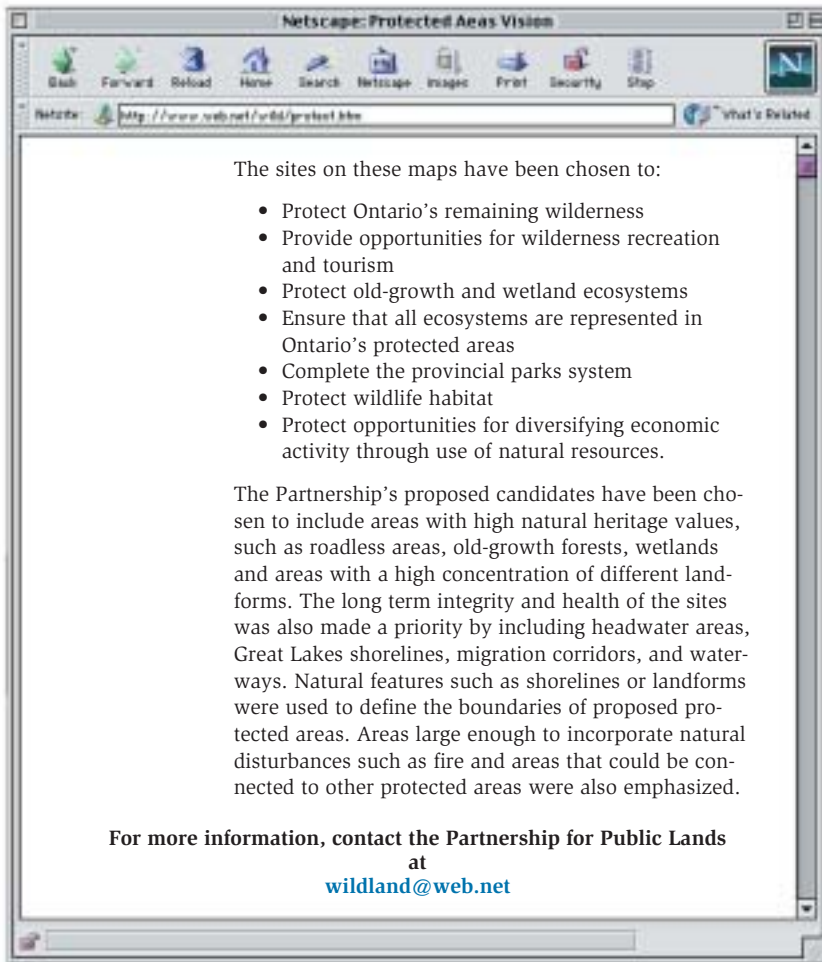 Netscape: Protected Aeas Vision
Back Forward Reload Home Search Netscape Images Print Security Stop
Netsite: http://www.web.net/wild/protect.htm What's Related
The sites on these maps have been chosen to:
• Protect Ontario's remaining wilderness
• Provide opportunities for wilderness recreation
and tourism
• Protect old-growth and wetland ecosystems
• Ensure that all ecosystems are represented in
Ontario's protected areas
• Complete the provincial parks system
• Protect wildlife habitat
• Protect opportunities for diversifying economic
activity through use of natural resources.
The Partnership's proposed candidates have been cho-
sen to include areas with high natural heritage values,
such as roadless areas, old-growth forests, wetlands
and areas with a high concentration of different land-
forms. The long term integrity and health of the sites
was also made a priority by including headwater areas,
Great Lakes shorelines, migration corridors, and water-
ways. Natural features such as shorelines or landforms
were used to define the boundaries of proposed pro-
tected areas. Areas large enough to incorporate natural
disturbances such as fire and areas that could be con-
nected to other protected areas were also emphasized.
For more information, contact the Partnership for Public Lands
at
wildland@web.net